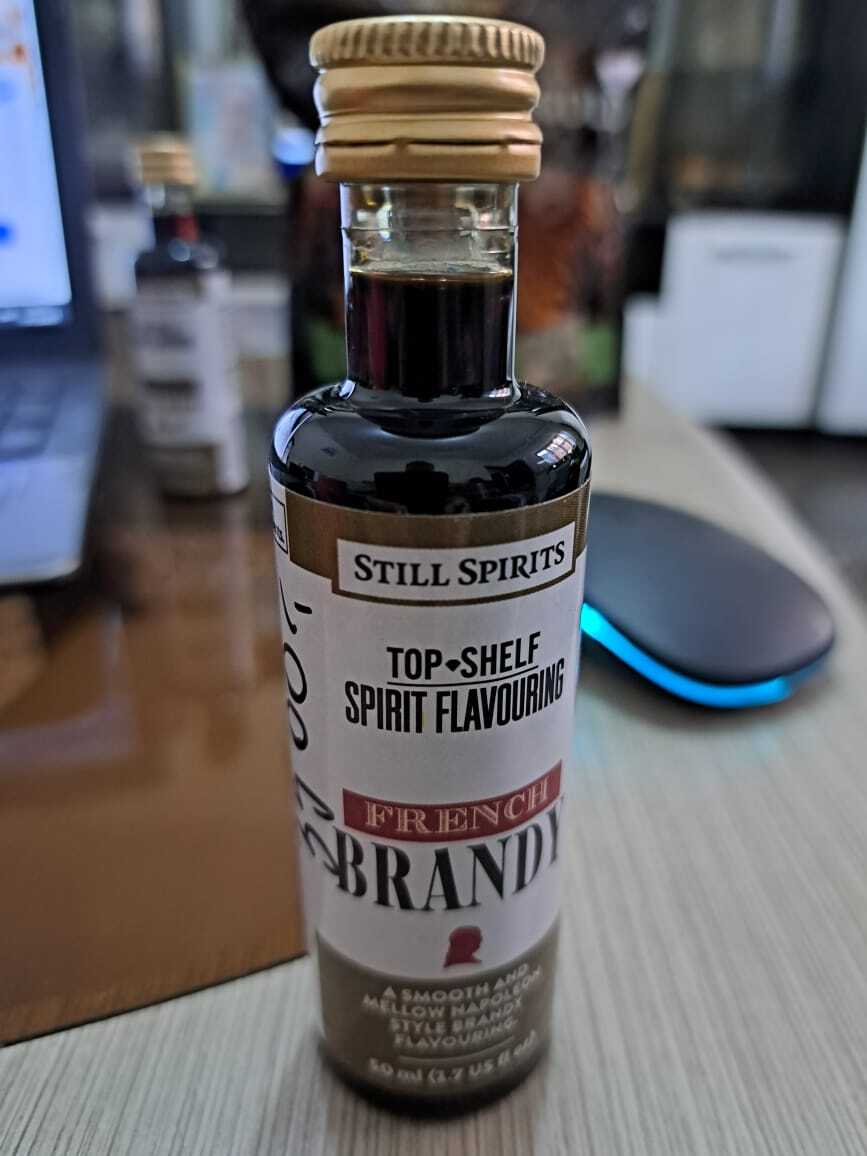 STILL SPIRITS
TOP-SHELF
SPIRIT FLAVOURING
FRENCH
BRANDY
A SMOOTH AND
MELLOW NAPOLEON
STYLE BRANDY
FLAVOURING.
50 ml (1.7 US fl oz)